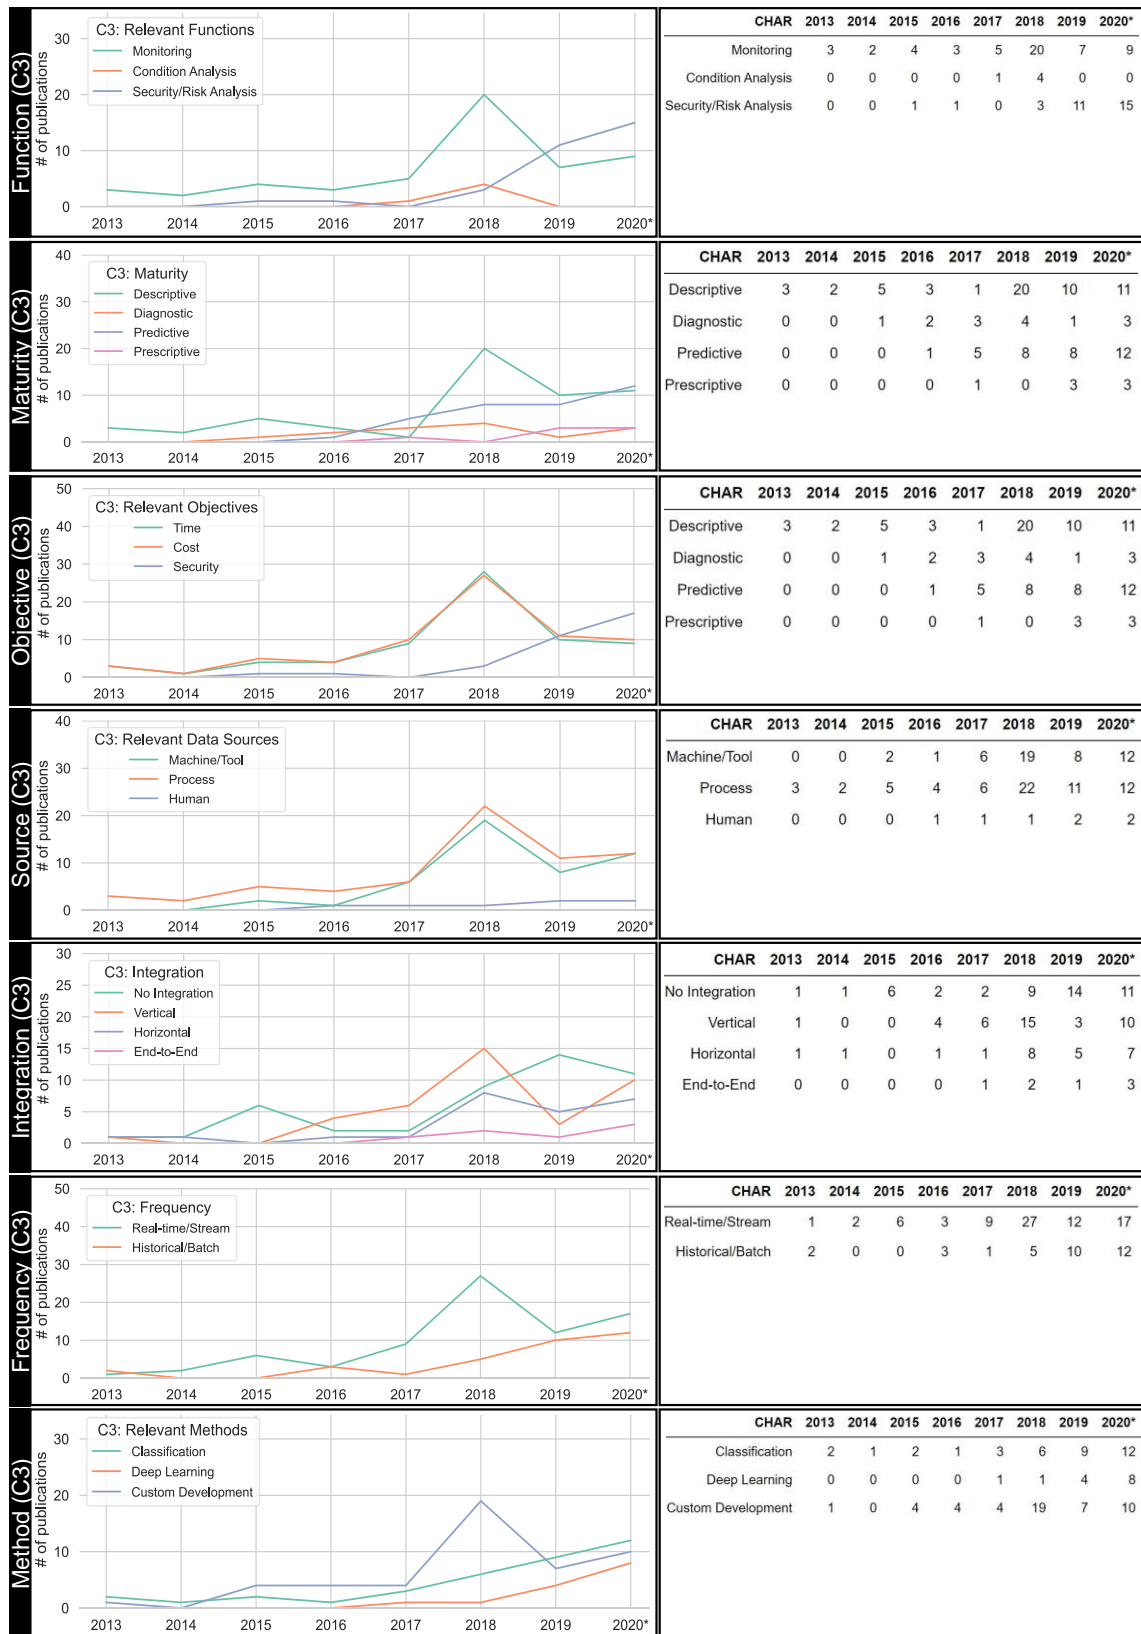 Function (C3)
# of publications
C3: Relevant Functions
Monitoring
Condition Analysis
Security/Risk Analysis
30
20
10
0
2013 2014 2015 2016 2017 2018 2019 2020*
CHAR 2013 2014 2015 2016 2017 2018 2019 2020*
Monitoring 3 2 4 3 5 20 7 9
Condition Analysis 0 0 0 0 1 4 0 0
Security/Risk Analysis 0 0 1 1 0 3 11 15
Maturity (C3)
# of publications
C3: Maturity
Descriptive
Diagnostic
Predictive
Prescriptive
40
30
20
10
0
2013 2014 2015 2016 2017 2018 2019 2020*
CHAR 2013 2014 2015 2016 2017 2018 2019 2020*
Descriptive 3 2 5 3 1 20 10 11
Diagnostic 0 0 1 2 3 4 1 3
Predictive 0 0 0 1 5 8 8 12
Prescriptive 0 0 0 0 1 0 3 3
Objective (C3)
# of publications
C3: Relevant Objectives
Time
Cost
Security
50
40
30
20
10
0
2013 2014 2015 2016 2017 2018 2019 2020*
CHAR 2013 2014 2015 2016 2017 2018 2019 2020*
Descriptive 3 2 5 3 1 20 10 11
Diagnostic 0 0 1 2 3 4 1 3
Predictive 0 0 0 1 5 8 8 12
Prescriptive 0 0 0 0 1 0 3 3
Source (C3)
# of publications
C3: Relevant Data Sources
Machine/Tool
Process
Human
40
30
20
10
0
2013 2014 2015 2016 2017 2018 2019 2020*
CHAR 2013 2014 2015 2016 2017 2018 2019 2020*
Machine/Tool 0 0 2 1 6 19 8 12
Process 3 2 5 4 6 22 11 12
Human 0 0 0 1 1 1 2 2
Integration (C3)
# of publications
C3: Integration
No Integration
Vertical
Horizontal
End-to-End
30
25
20
15
10
5
0
2013 2014 2015 2016 2017 2018 2019 2020*
CHAR 2013 2014 2015 2016 2017 2018 2019 2020*
No Integration 1 1 6 2 2 9 14 11
Vertical 1 0 0 4 6 15 3 10
Horizontal 1 1 0 1 1 8 5 7
End-to-End 0 0 0 0 1 2 1 3
Frequency (C3)
# of publications
C3: Frequency
Real-time/Stream
Historical/Batch
50
40
30
20
10
0
2013 2014 2015 2016 2017 2018 2019 2020*
CHAR 2013 2014 2015 2016 2017 2018 2019 2020*
Real-time/Stream 1 2 6 3 9 27 12 17
Historical/Batch 2 0 0 3 1 5 10 12
Method (C3)
# of publications
C3: Relevant Methods
Classification
Deep Learning
Custom Development
30
20
10
0
2013 2014 2015 2016 2017 2018 2019 2020*
CHAR 2013 2014 2015 2016 2017 2018 2019 2020*
Classification 2 1 2 1 3 6 9 12
Deep Learning 0 0 0 0 1 1 4 8
Custom Development 1 0 4 4 4 19 7 10